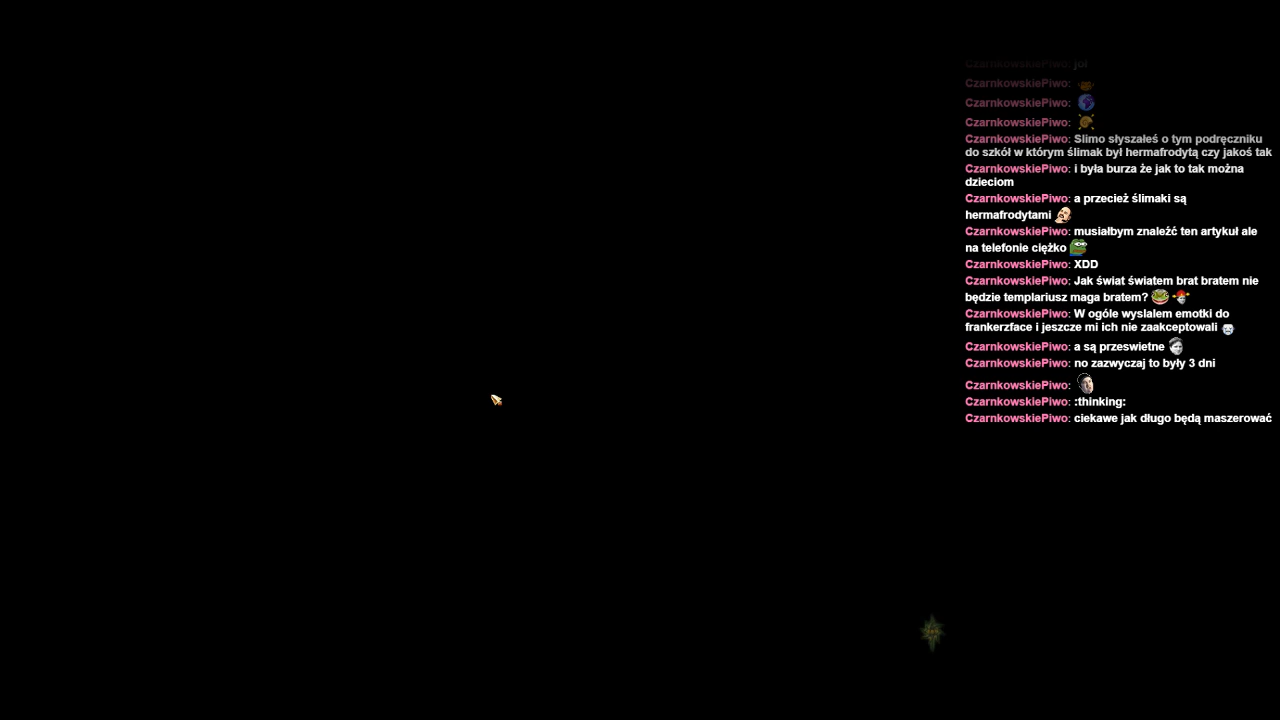 CzarnkowskiePiwo: jol
CzarnkowskiePiwo:
CzarnkowskiePiwo:
CzarnkowskiePiwo:
CzarnkowskiePiwo: Slimo słyszałeś o tym podręczniku
do szkół w którym ślimak był hermafrodytą czy jakoś tak
CzarnkowskiePiwo: i była burza że jak to tak można
dzieciom
CzarnkowskiePiwo: a przecież ślimaki są
hermafrodytami
CzarnkowskiePiwo: musiałbym znaleźć ten artykuł ale
na telefonie ciężko
CzarnkowskiePiwo: XDD
CzarnkowskiePiwo: Jak świat światem brat bratem nie
będzie templariusz maga bratem?
CzarnkowskiePiwo: W ogóle wyslalem emotki do
frankerzface i jeszcze mi ich nie zaakceptowali
CzarnkowskiePiwo: a są przeswietne
CzarnkowskiePiwo: no zazwyczaj to były 3 dni
CzarnkowskiePiwo:
CzarnkowskiePiwo: :thinking:
CzarnkowskiePiwo: ciekawe jak długo będą maszerować